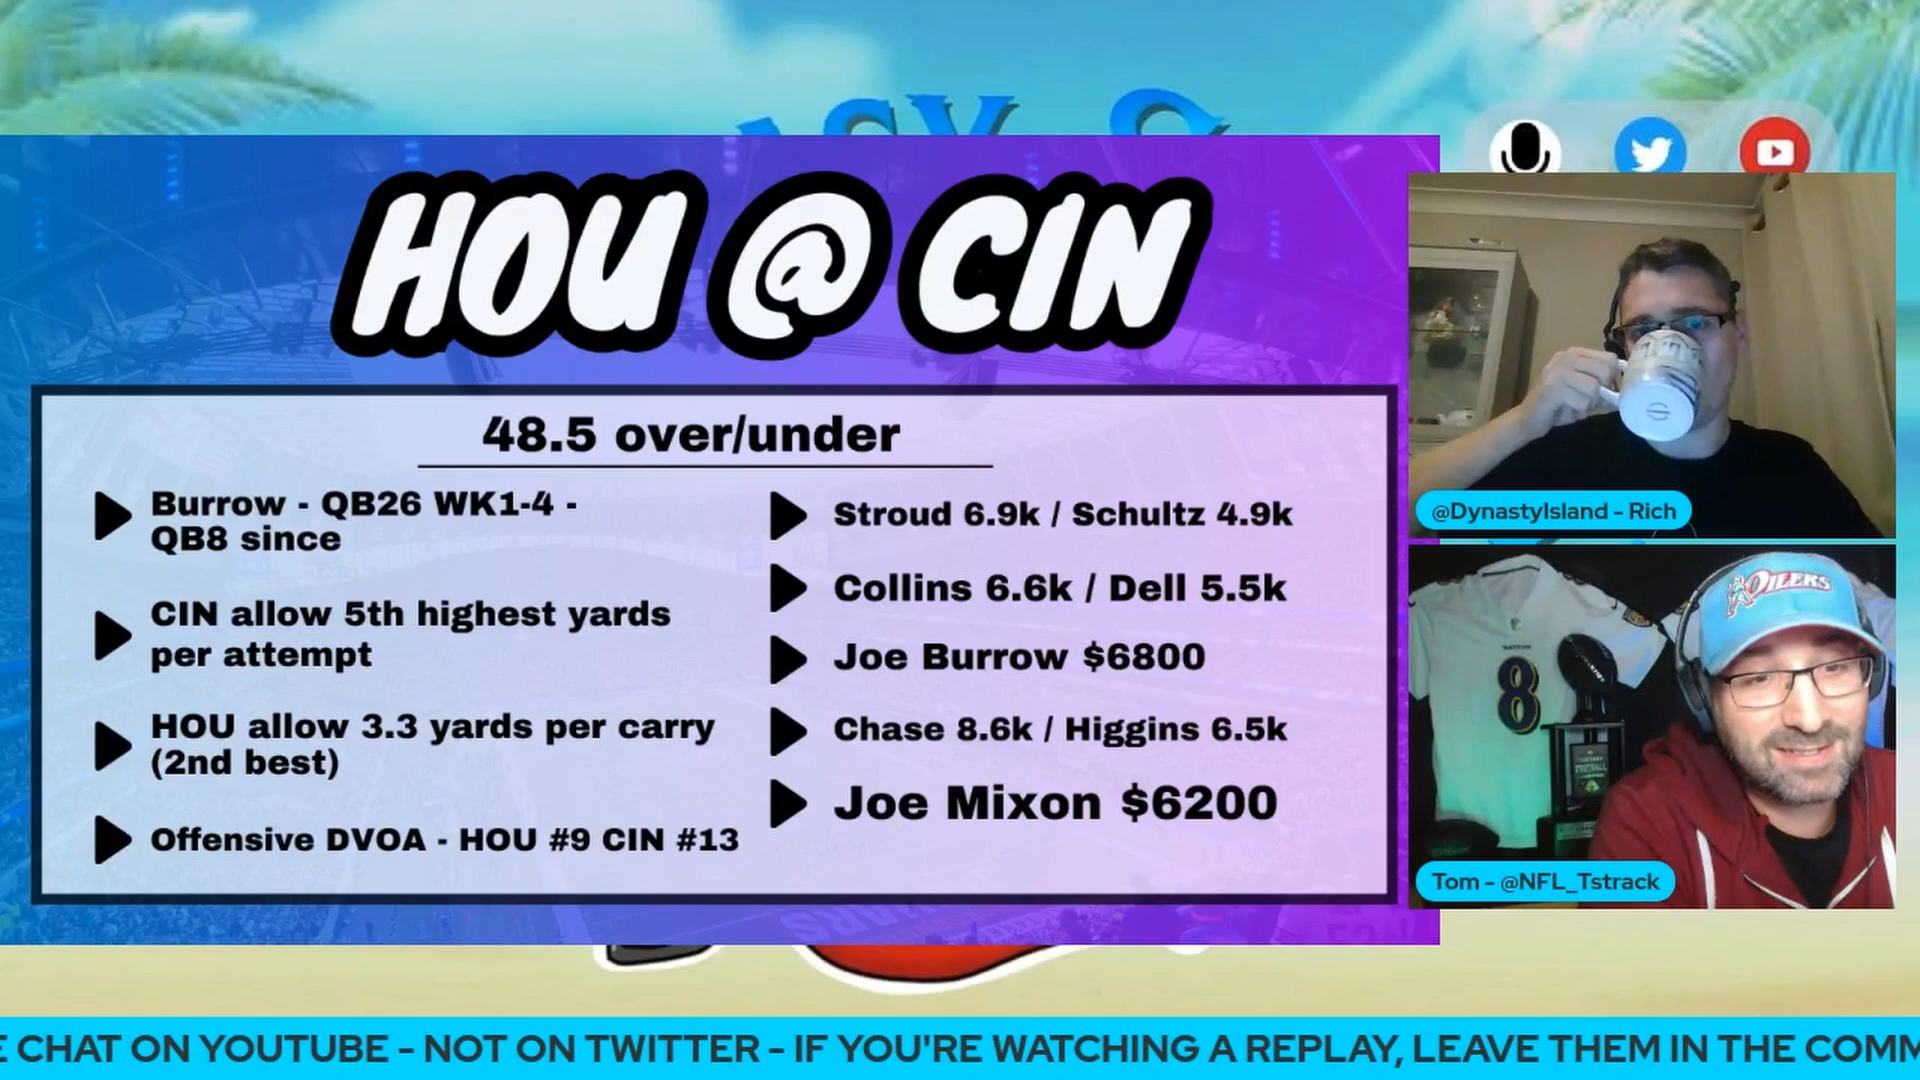 HOU @ CIN
48.5 over/under
Burrow - QB26 WK1-4 -
QB8 since
CIN allow 5th highest yards
per attempt
HOU allow 3.3 yards per carry
(2nd best)
Offensive DVOA - HOU #9 CIN #13
Stroud 6.9k / Schultz 4.9k
Collins 6.6k / Dell 5.5k
Joe Burrow $6800
Chase 8.6k / Higgins 6.5k
Joe Mixon $6200
@DynastyIsland - Rich
OILERS
8
Tom - @NFL_Tstrack
E CHAT ON YOUTUBE - NOT ON TWITTER - IF YOU'RE WATCHING A REPLAY, LEAVE THEM IN THE COMM